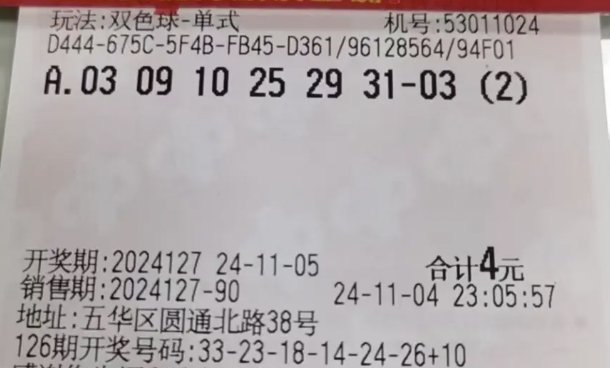 玩法:双色球-单式 机号:53011024
D444-675C-5F4B-FB45-D361/96128564/94F01
A.03 09 10 25 29 31-03 (2)
开奖期:2024127 24-11-05 合计4元
销售期:2024127-90 24-11-04 23:05:57
地址:五华区圆通北路38号
126期开奖号码:33-23-18-14-24-26+10